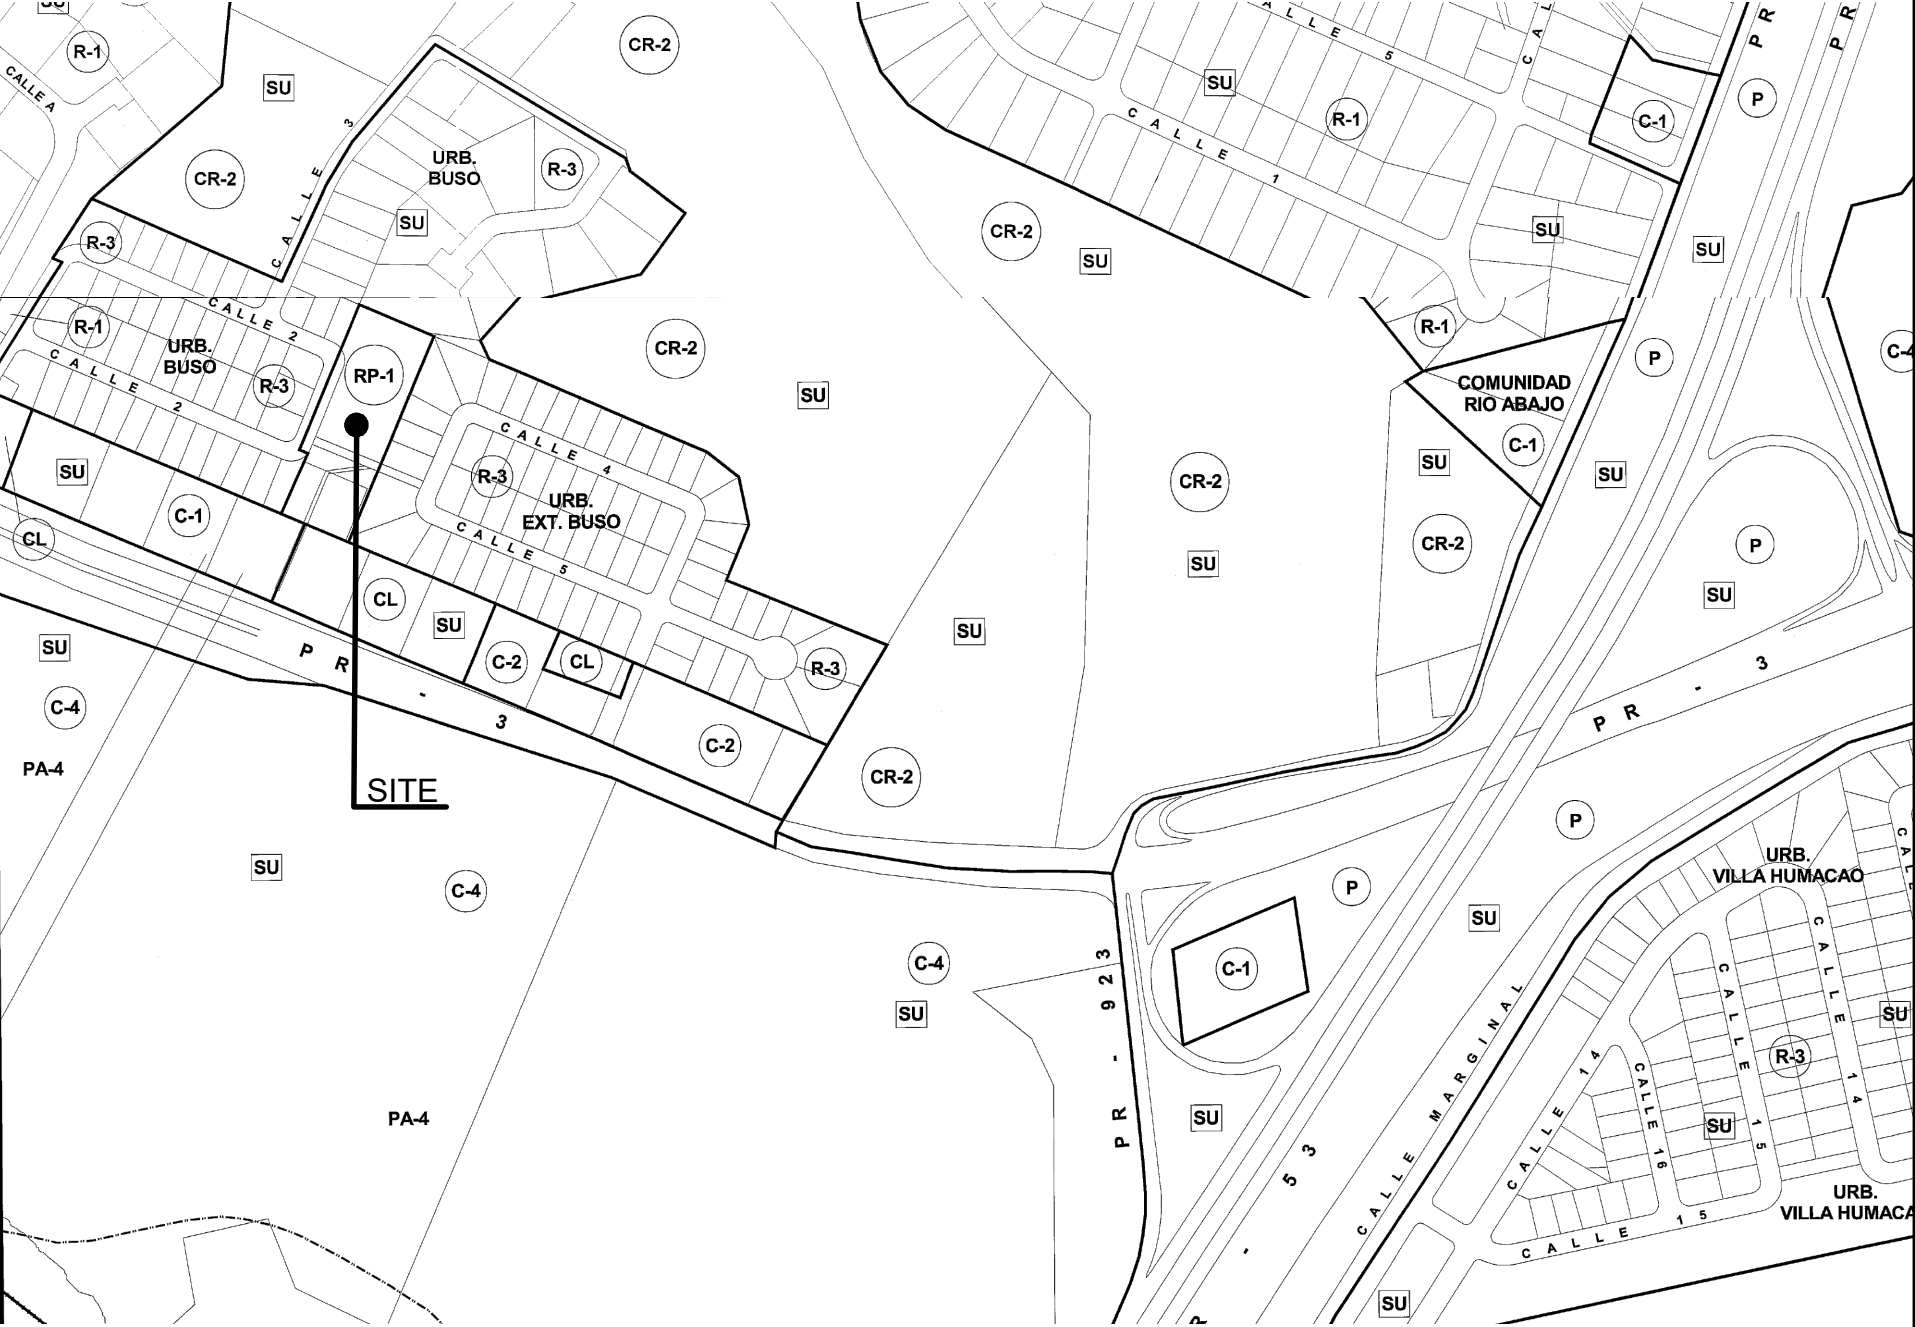 SU
R-1
CALLE A
SU
CR-2
CALLE 3
URB.
BUSO
R-3
SU
CR-2
CALLE 5
SU
R-1
CALLE 1
C-1
P
PR
PR
CR-2
SU
SU
SU
R-3
CALLE 2
R-1
URB.
BUSO
R-3
CALLE 2
RP-1
CR-2
SU
R-1
P
C-4
COMUNIDAD
RIO ABAJO
C-1
SU
SU
CALLE 4
R-3
URB.
EXT. BUSO
CALLE 5
SU
C-1
CL
CR-2
SU
CR-2
P
SU
CL
SU
C-2
CL
R-3
C-2
SU
SU
C-4
PA-4
PR - 3
SITE
CR-2
PR - 3
P
SU
C-4
PA-4
C-4
SU
PR - 923
P
C-1
SU
SU
CALLE MARGINAL
PR - 53
URB.
VILLA HUMACAO
CALLE 14
CALLE 15
R-3
SU
SU
CALLE 14
CALLE 16
CALLE 15
URB.
SU